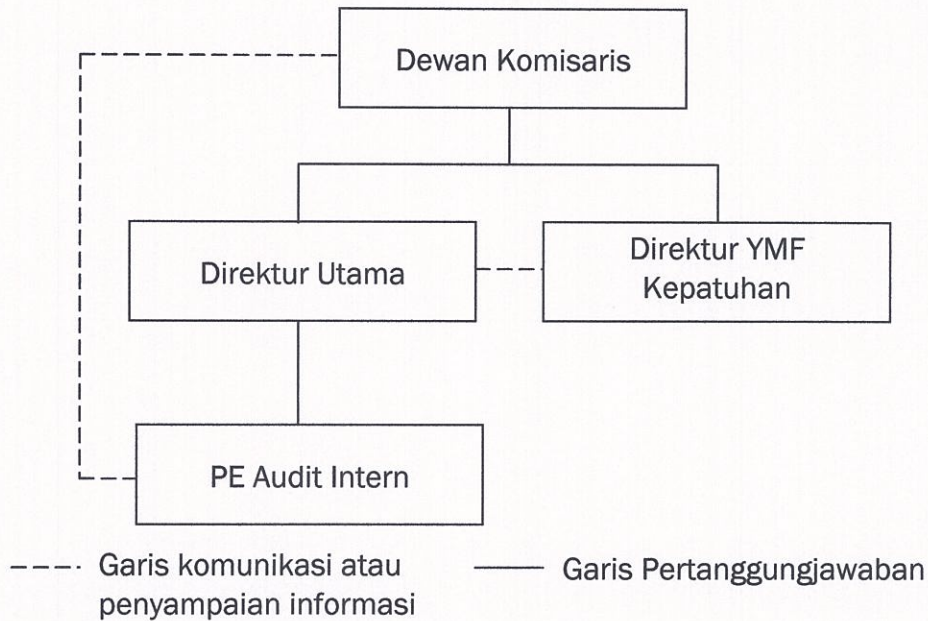 Dewan Komisaris
Direktur Utama
Direktur YMF
Kepatuhan
PE Audit Intern
Garis komunikasi atau
penyampaian informasi
Garis Pertanggungjawaban